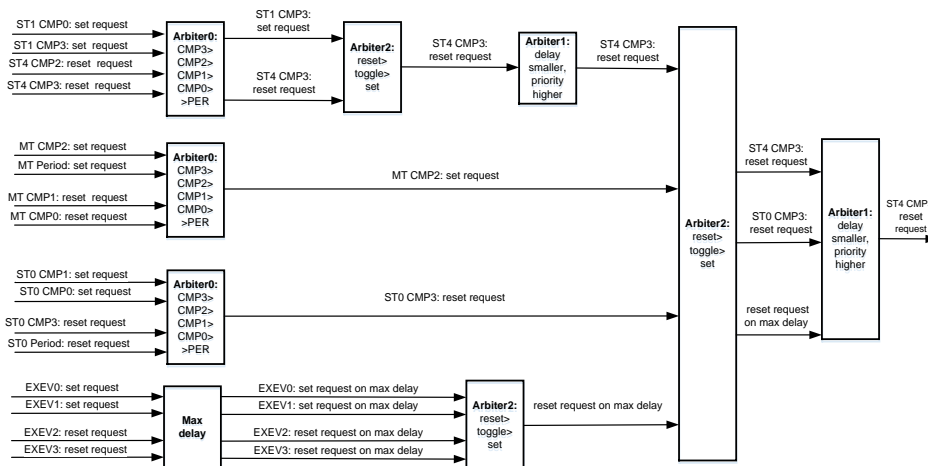 ST1 CMP0: set request
ST1 CMP3: set request
ST4 CMP2: reset request
ST4 CMP3: reset request
Arbiter0:
CMP3>
CMP2>
CMP1>
CMP0>
>PER
ST1 CMP3:
set request
ST4 CMP3:
reset request
Arbiter2:
reset>
toggle>
set
ST4 CMP3:
reset request
Arbiter1:
delay
smaller,
priority
higher
ST4 CMP3:
reset request
MT CMP2: set request
MT Period: set request
MT CMP1: reset request
MT CMP0: reset request
Arbiter0:
CMP3>
CMP2>
CMP1>
CMP0>
>PER
MT CMP2: set request
ST0 CMP1: set request
ST0 CMP0: set request
ST0 CMP3: reset request
ST0 Period: reset request
Arbiter0:
CMP3>
CMP2>
CMP1>
CMP0>
>PER
ST0 CMP3: reset request
EXEV0: set request
EXEV1: set request
EXEV2: reset request
EXEV3: reset request
Max
delay
EXEV0: set request on max delay
EXEV1: set request on max delay
EXEV2: reset request on max delay
EXEV3: reset request on max delay
Arbiter2:
reset>
toggle>
set
reset request on max delay
Arbiter2:
reset>
toggle>
set
ST4 CMP3:
reset request
ST0 CMP3:
reset request
reset request
on max delay
Arbiter1:
delay
smaller,
priority
higher
ST4 CMP
reset
request